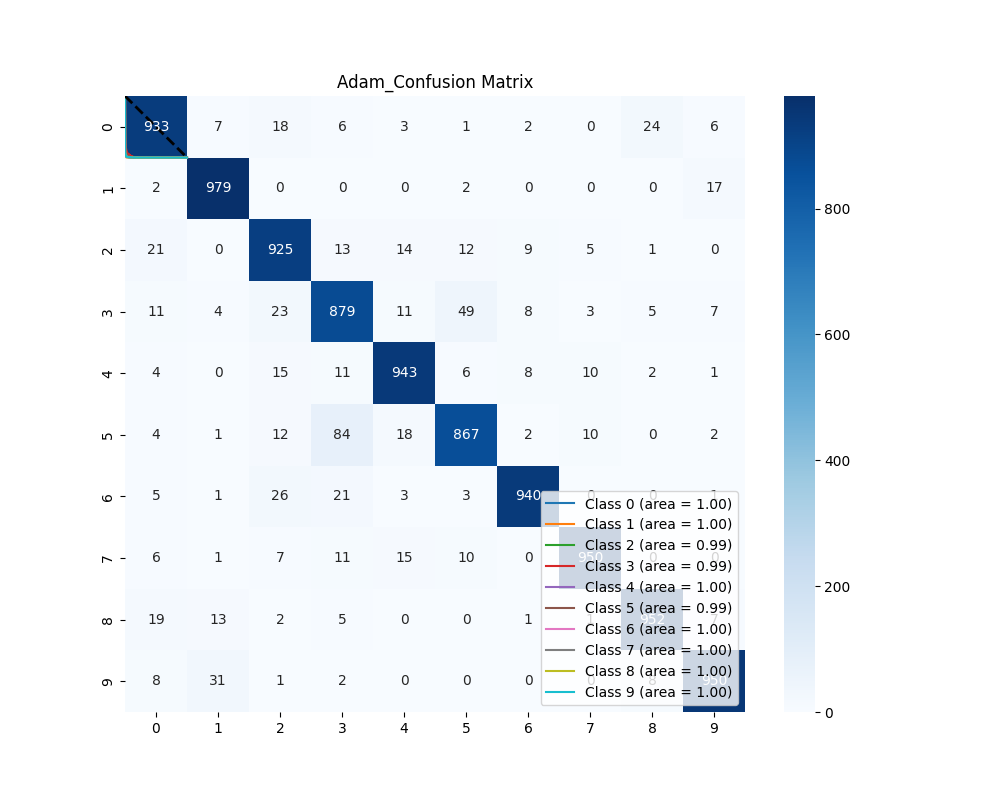 Adam_Confusion Matrix
0 933 7 18 6 3 1 2 0 24 6
1 2 979 0 0 0 2 0 0 0 17
800
2 21 0 925 13 14 12 9 5 1 0
3 11 4 23 879 11 49 8 3 5 7
600
4 4 0 15 11 943 6 8 10 2 1
5 4 1 12 84 18 867 2 10 0 2
400
6 5 1 26 21 3 3 940 0 0
Class 0 (area = 1.00)
Class 1 (area = 1.00)
Class 2 (area = 0.99)
7 6 1 7 11 15 10 0 950
Class 3 (area = 0.99)
Class 4 (area = 1.00)
200
Class 5 (area = 0.99)
8 19 13 2 5 0 0 1 952
Class 6 (area = 1.00)
Class 7 (area = 1.00)
Class 8 (area = 1.00)
9 8 31 1 2 0 0 0 0 8 950
Class 9 (area = 1.00)
0
0 1 2 3 4 5 6 7 8 9